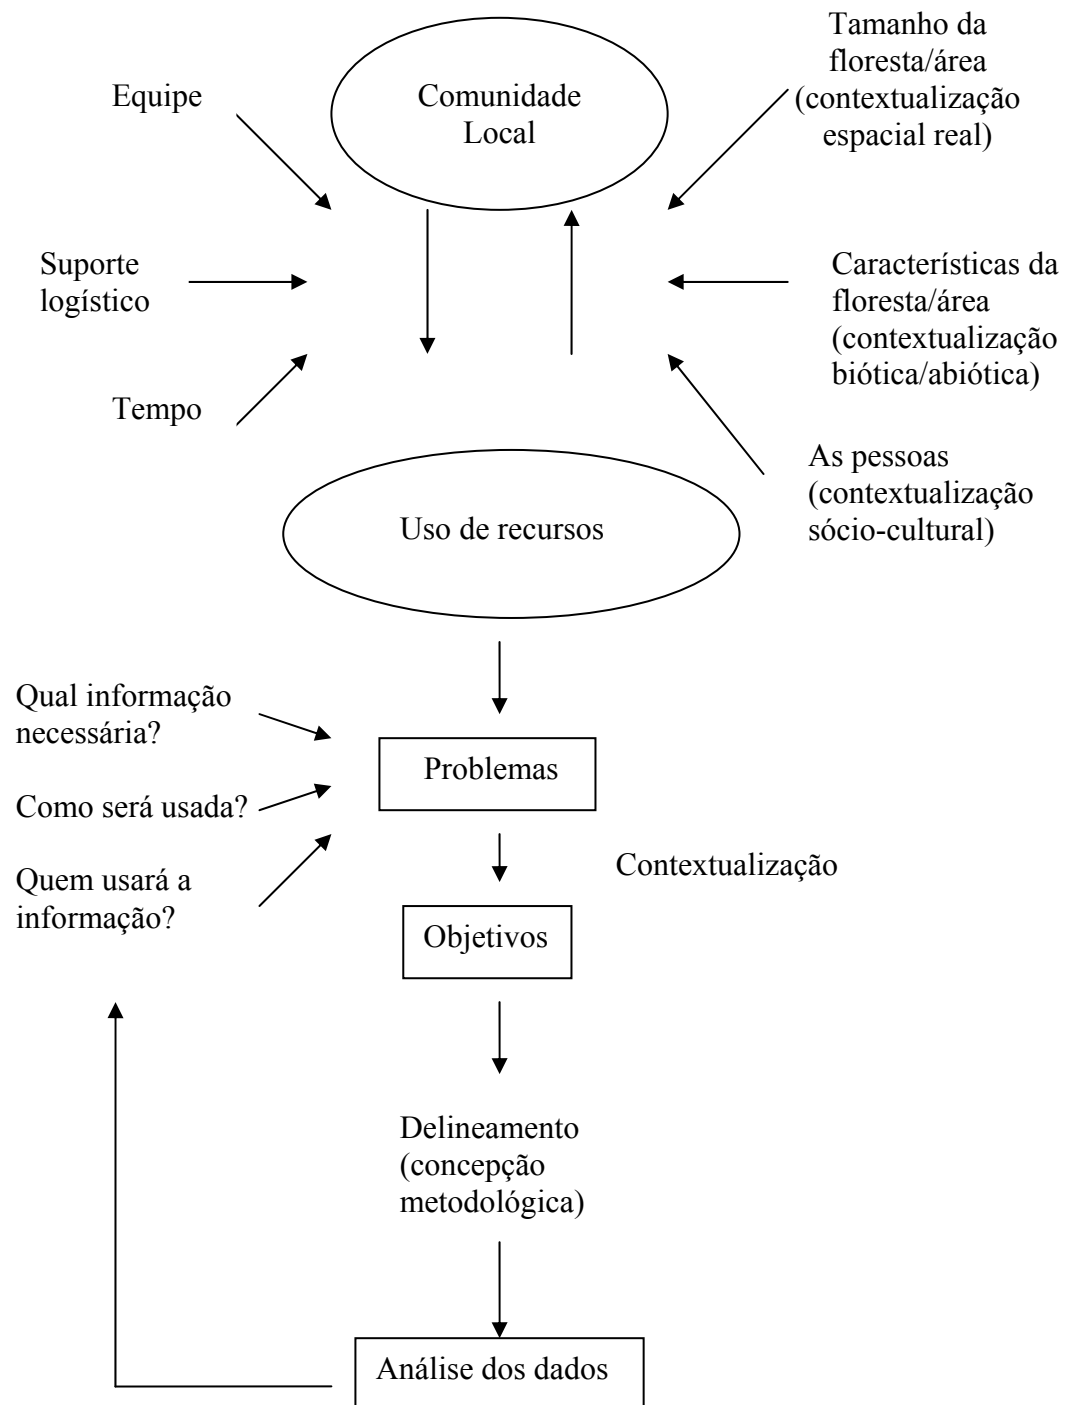 Equipe
Comunidade
Local
Tamanho da
floresta/área
(contextualização
espacial real)
Suporte
logístico
Características da
floresta/área
(contextualização
biótica/abiótica)
Tempo
As pessoas
(contextualização
sócio-cultural)
Uso de recursos
Qual informação
necessária?
Problemas
Como será usada?
Quem usará a
informação?
Contextualização
Objetivos
Delineamento
(concepção
metodológica)
Análise dos dados